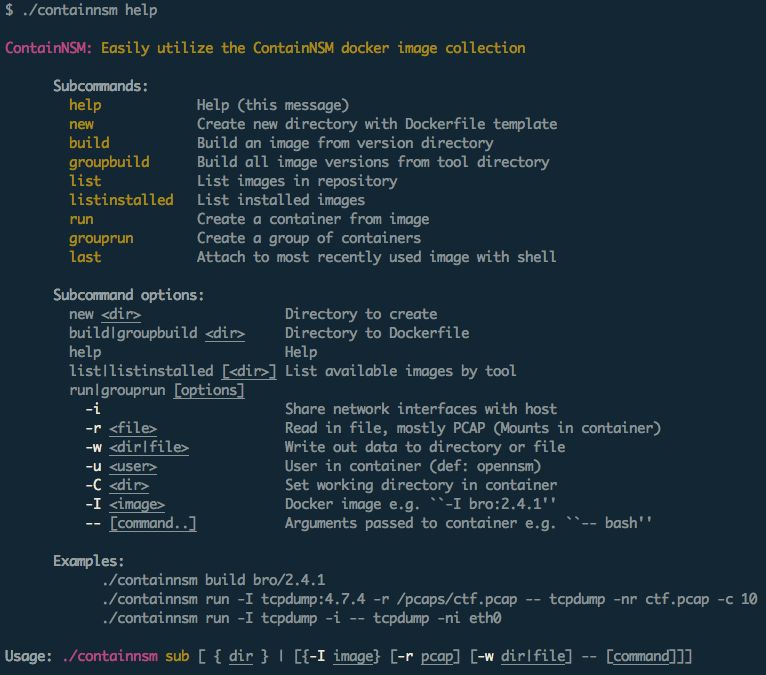 $ ./containnsm help
ContainNSM: Easily utilize the ContainNSM docker image collection
Subcommands:
help Help (this message)
new Create new directory with Dockerfile template
build Build an image from version directory
groupbuild Build all image versions from tool directory
list List images in repository
listinstalled List installed images
run Create a container from image
grouprun Create a group of containers
last Attach to most recently used image with shell
Subcommand options:
new <dir> Directory to create
build|groupbuild <dir> Directory to Dockerfile
help Help
list|listinstalled [<dir>] List available images by tool
run|grouprun [options]
-i Share network interfaces with host
-r <file> Read in file, mostly PCAP (Mounts in container)
-w <dir|file> Write out data to directory or file
-u <user> User in container (def: opennsm)
-C <dir> Set working directory in container
-I <image> Docker image e.g. ``-I bro:2.4.1''
-- [command..] Arguments passed to container e.g. ``-- bash''
Examples:
./containnsm build bro/2.4.1
./containnsm run -I tcpdump:4.7.4 -r /pcaps/ctf.pcap -- tcpdump -nr ctf.pcap -c 10
./containnsm run -I tcpdump -i -- tcpdump -ni eth0
Usage: ./containnsm sub [ { dir } | [{-I image} [-r pcap] [-w dir|file] -- [command]]]